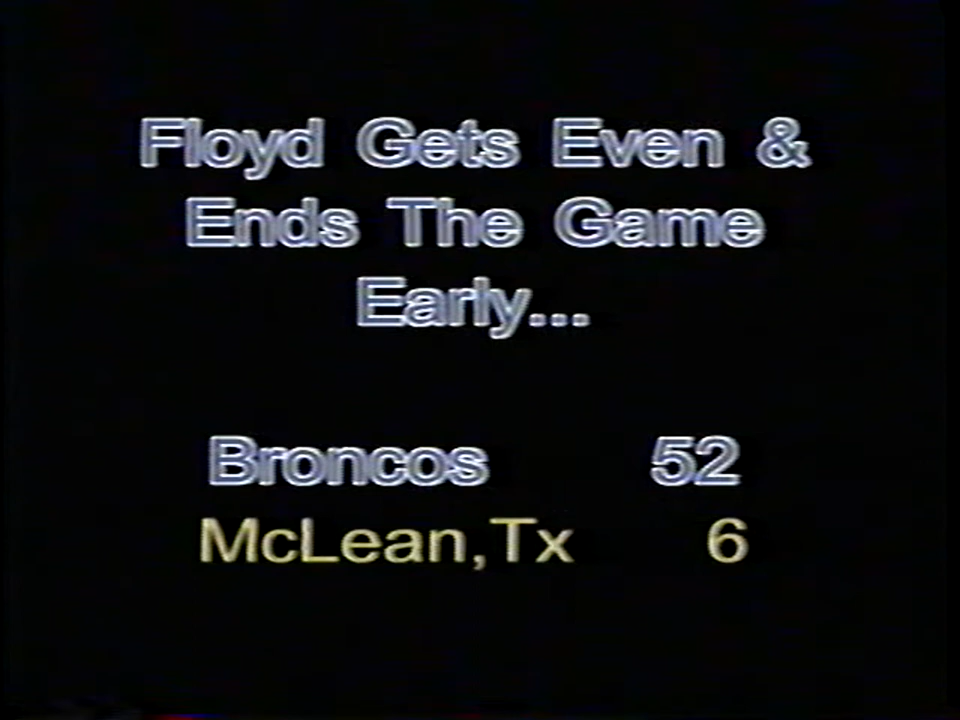 Floyd Gets Even &
Ends The Game
Early...
Broncos 52
McLean,Tx 6